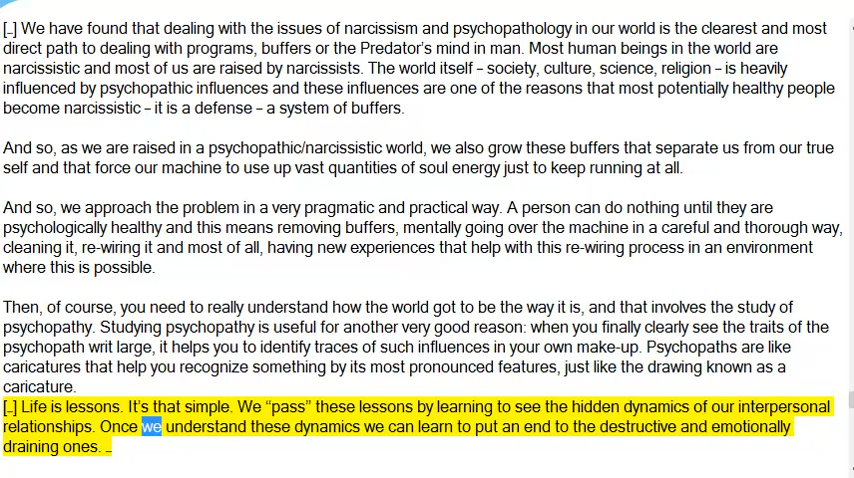 [_] We have found that dealing with the issues of narcissism and psychopathology in our world is the clearest and most
direct path to dealing with programs, buffers or the Predator’s mind in man. Most human beings in the world are
narcissistic and most of us are raised by narcissists. The world itself – society, culture, science, religion – is heavily
influenced by psychopathic influences and these influences are one of the reasons that most potentially healthy people
become narcissistic – it is a defense – a system of buffers.
And so, as we are raised in a psychopathic/narcissistic world, we also grow these buffers that separate us from our true
self and that force our machine to use up vast quantities of soul energy just to keep running at all.
And so, we approach the problem in a very pragmatic and practical way. A person can do nothing until they are
psychologically healthy and this means removing buffers, mentally going over the machine in a careful and thorough way,
cleaning it, re-wiring it and most of all, having new experiences that help with this re-wiring process in an environment
where this is possible.
Then, of course, you need to really understand how the world got to be the way it is, and that involves the study of
psychopathy. Studying psychopathy is useful for another very good reason: when you finally clearly see the traits of the
psychopath writ large, it helps you to identify traces of such influences in your own make-up. Psychopaths are like
caricatures that help you recognize something by its most pronounced features, just like the drawing known as a
caricature.
[_] Life is lessons. It’s that simple. We “pass” these lessons by learning to see the hidden dynamics of our interpersonal
relationships. Once we understand these dynamics we can learn to put an end to the destructive and emotionally
draining ones. _